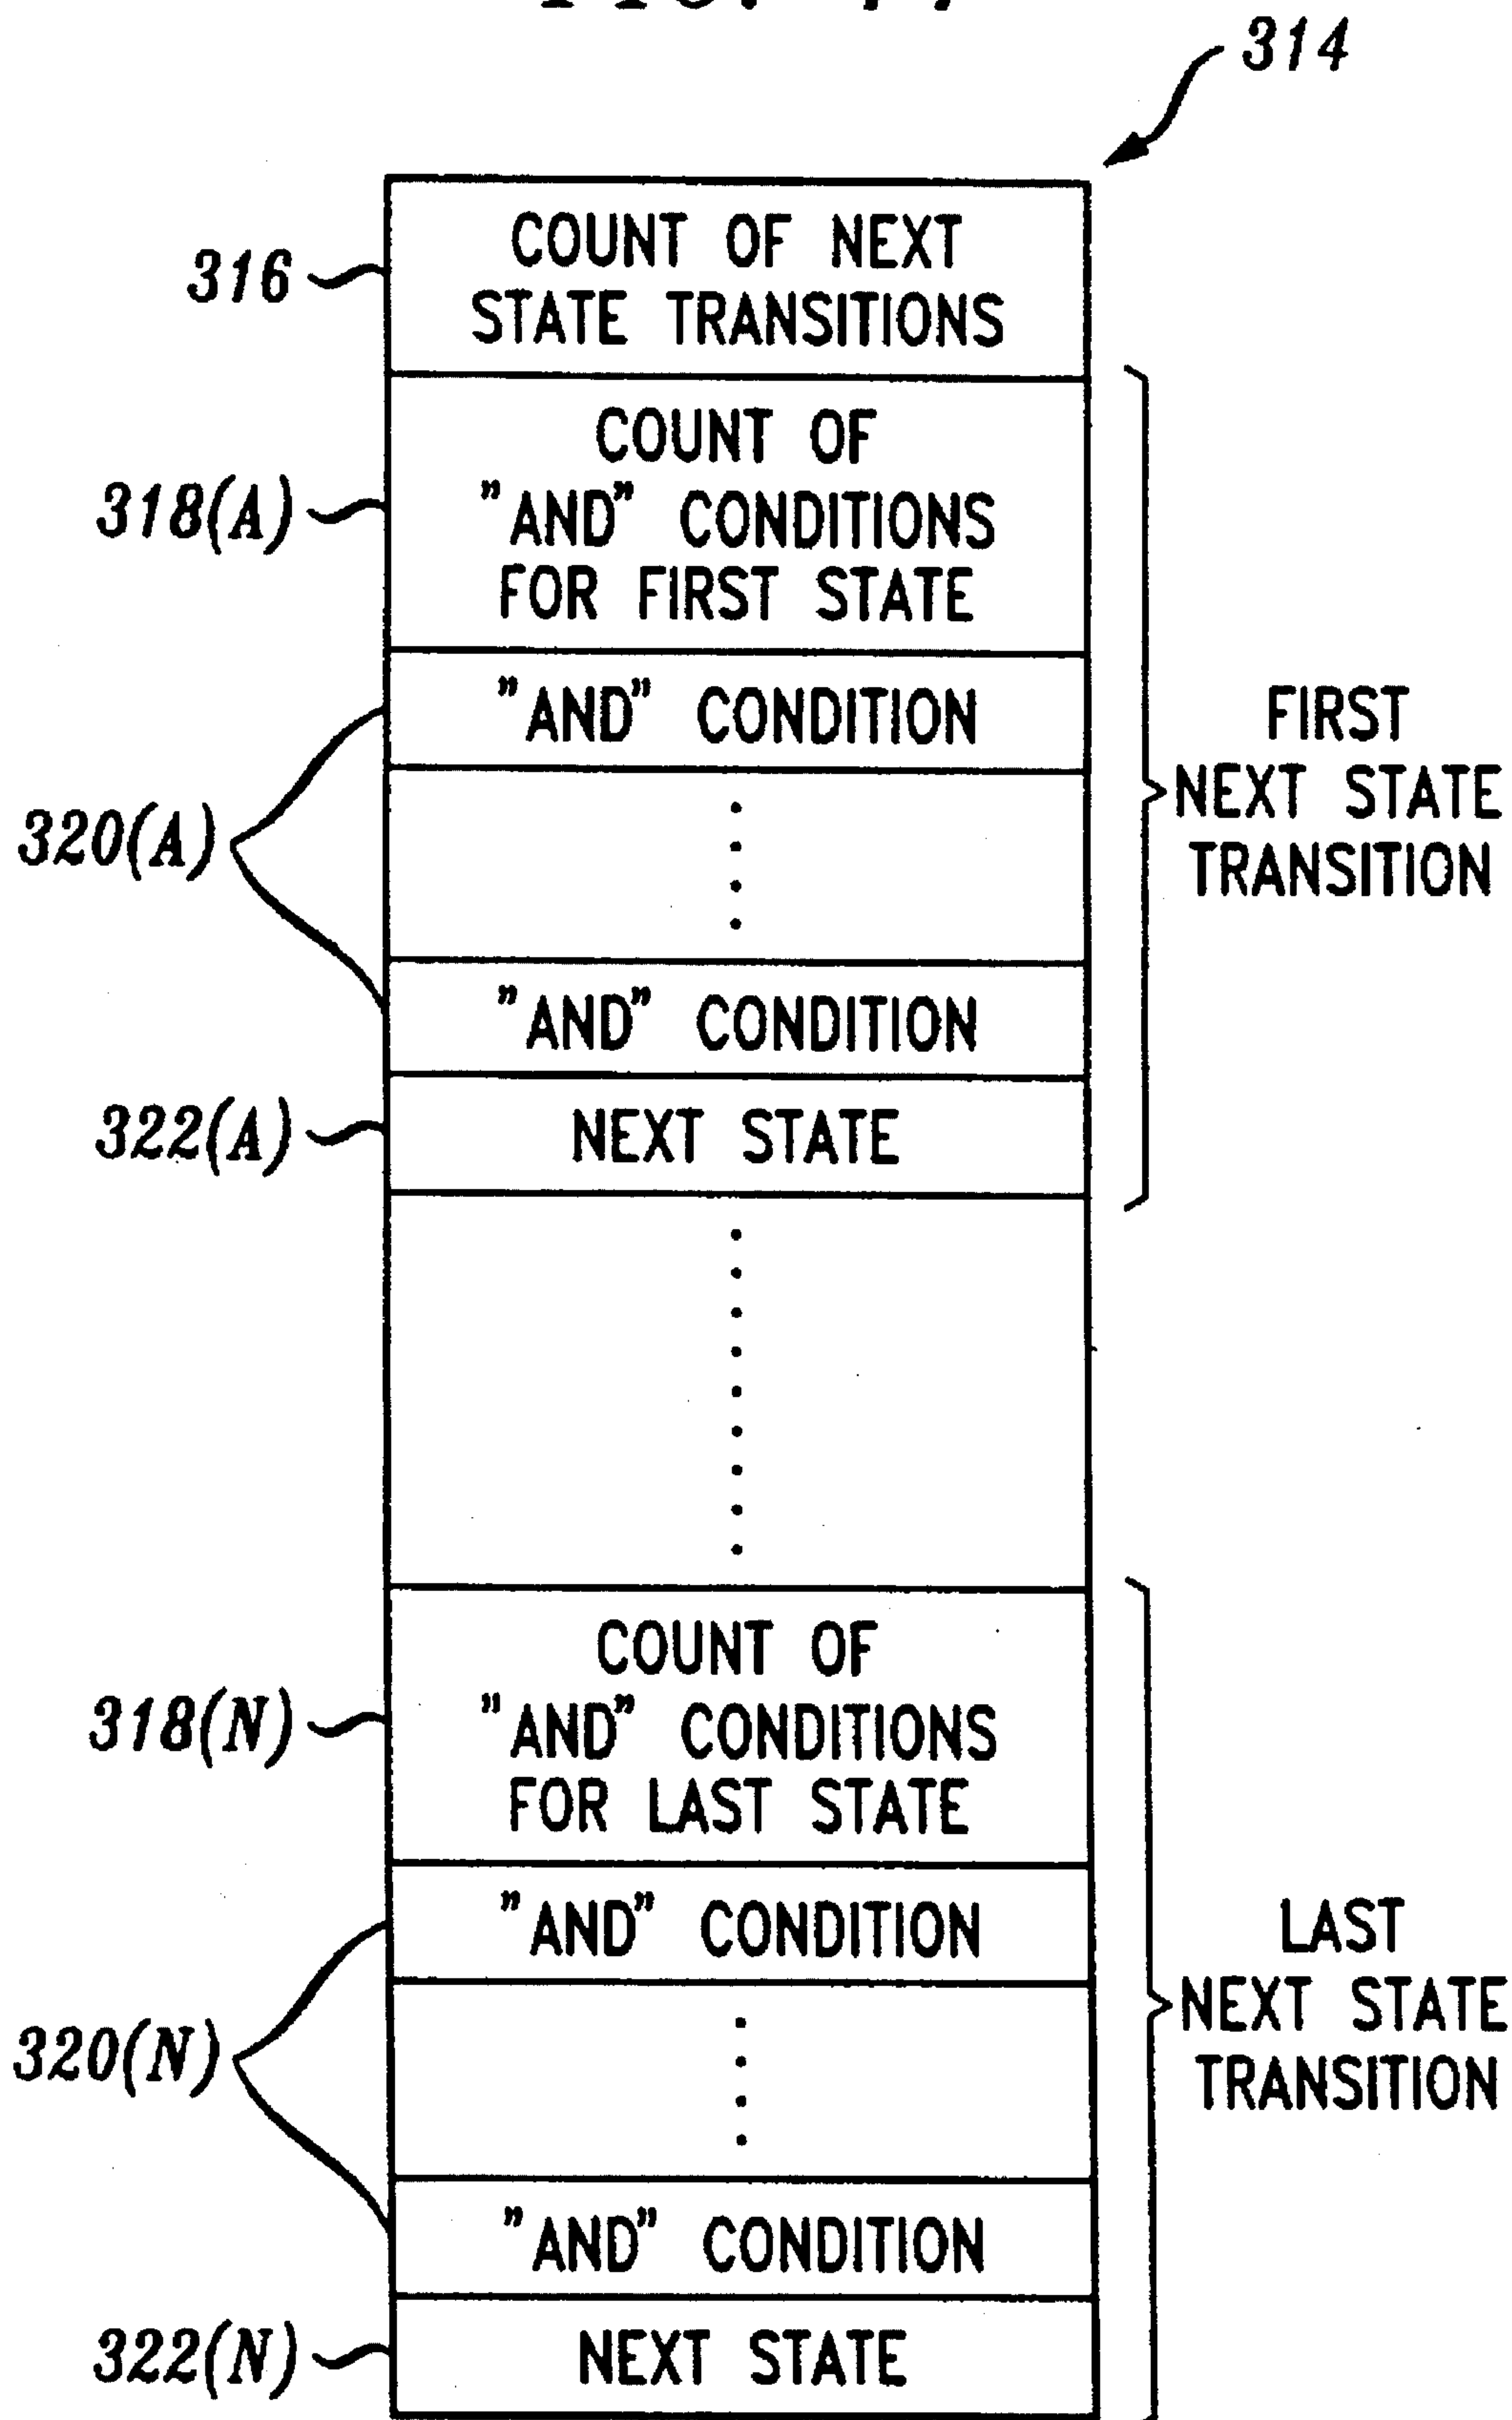 314
316
COUNT OF NEXT
STATE TRANSITIONS
318(A)
COUNT OF
"AND" CONDITIONS
FOR FIRST STATE
"AND" CONDITION
320(A)
"AND" CONDITION
322(A)
NEXT STATE
FIRST
NEXT STATE
TRANSITION
318(N)
COUNT OF
"AND" CONDITIONS
FOR LAST STATE
"AND" CONDITION
320(N)
"AND" CONDITION
322(N)
NEXT STATE
LAST
NEXT STATE
TRANSITION